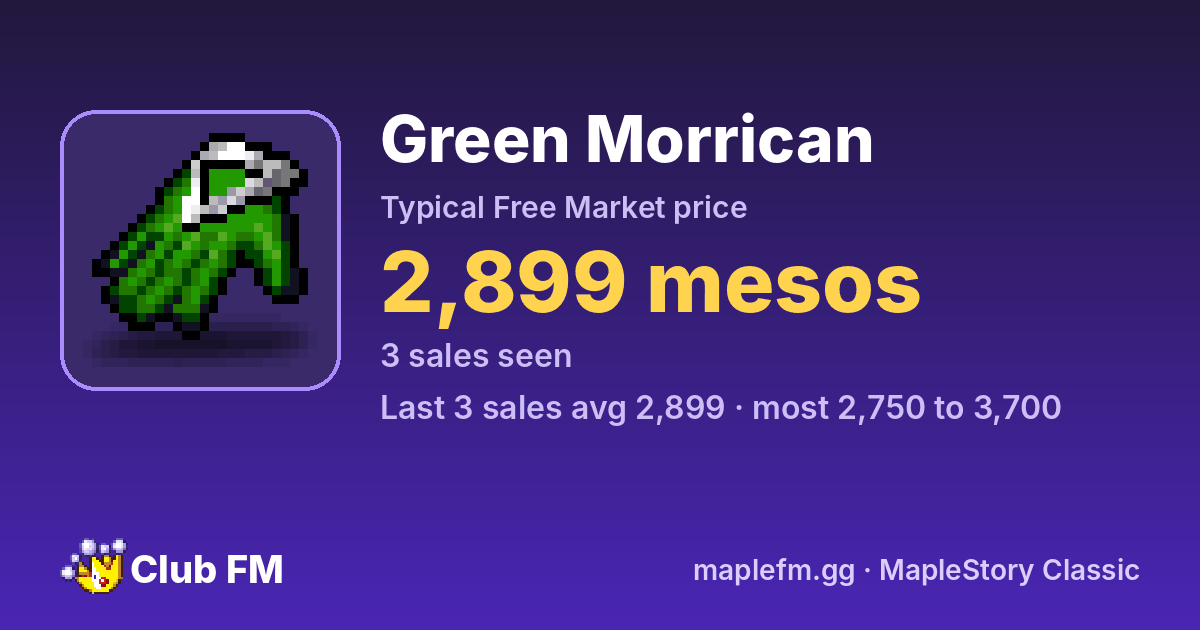 Green Morrican
Typical Free Market price
2,899 mesos
3 sales seen
Last 3 sales avg 2,899 · most 2,750 to 3,700
Club FM
maplefm.gg · MapleStory Classic